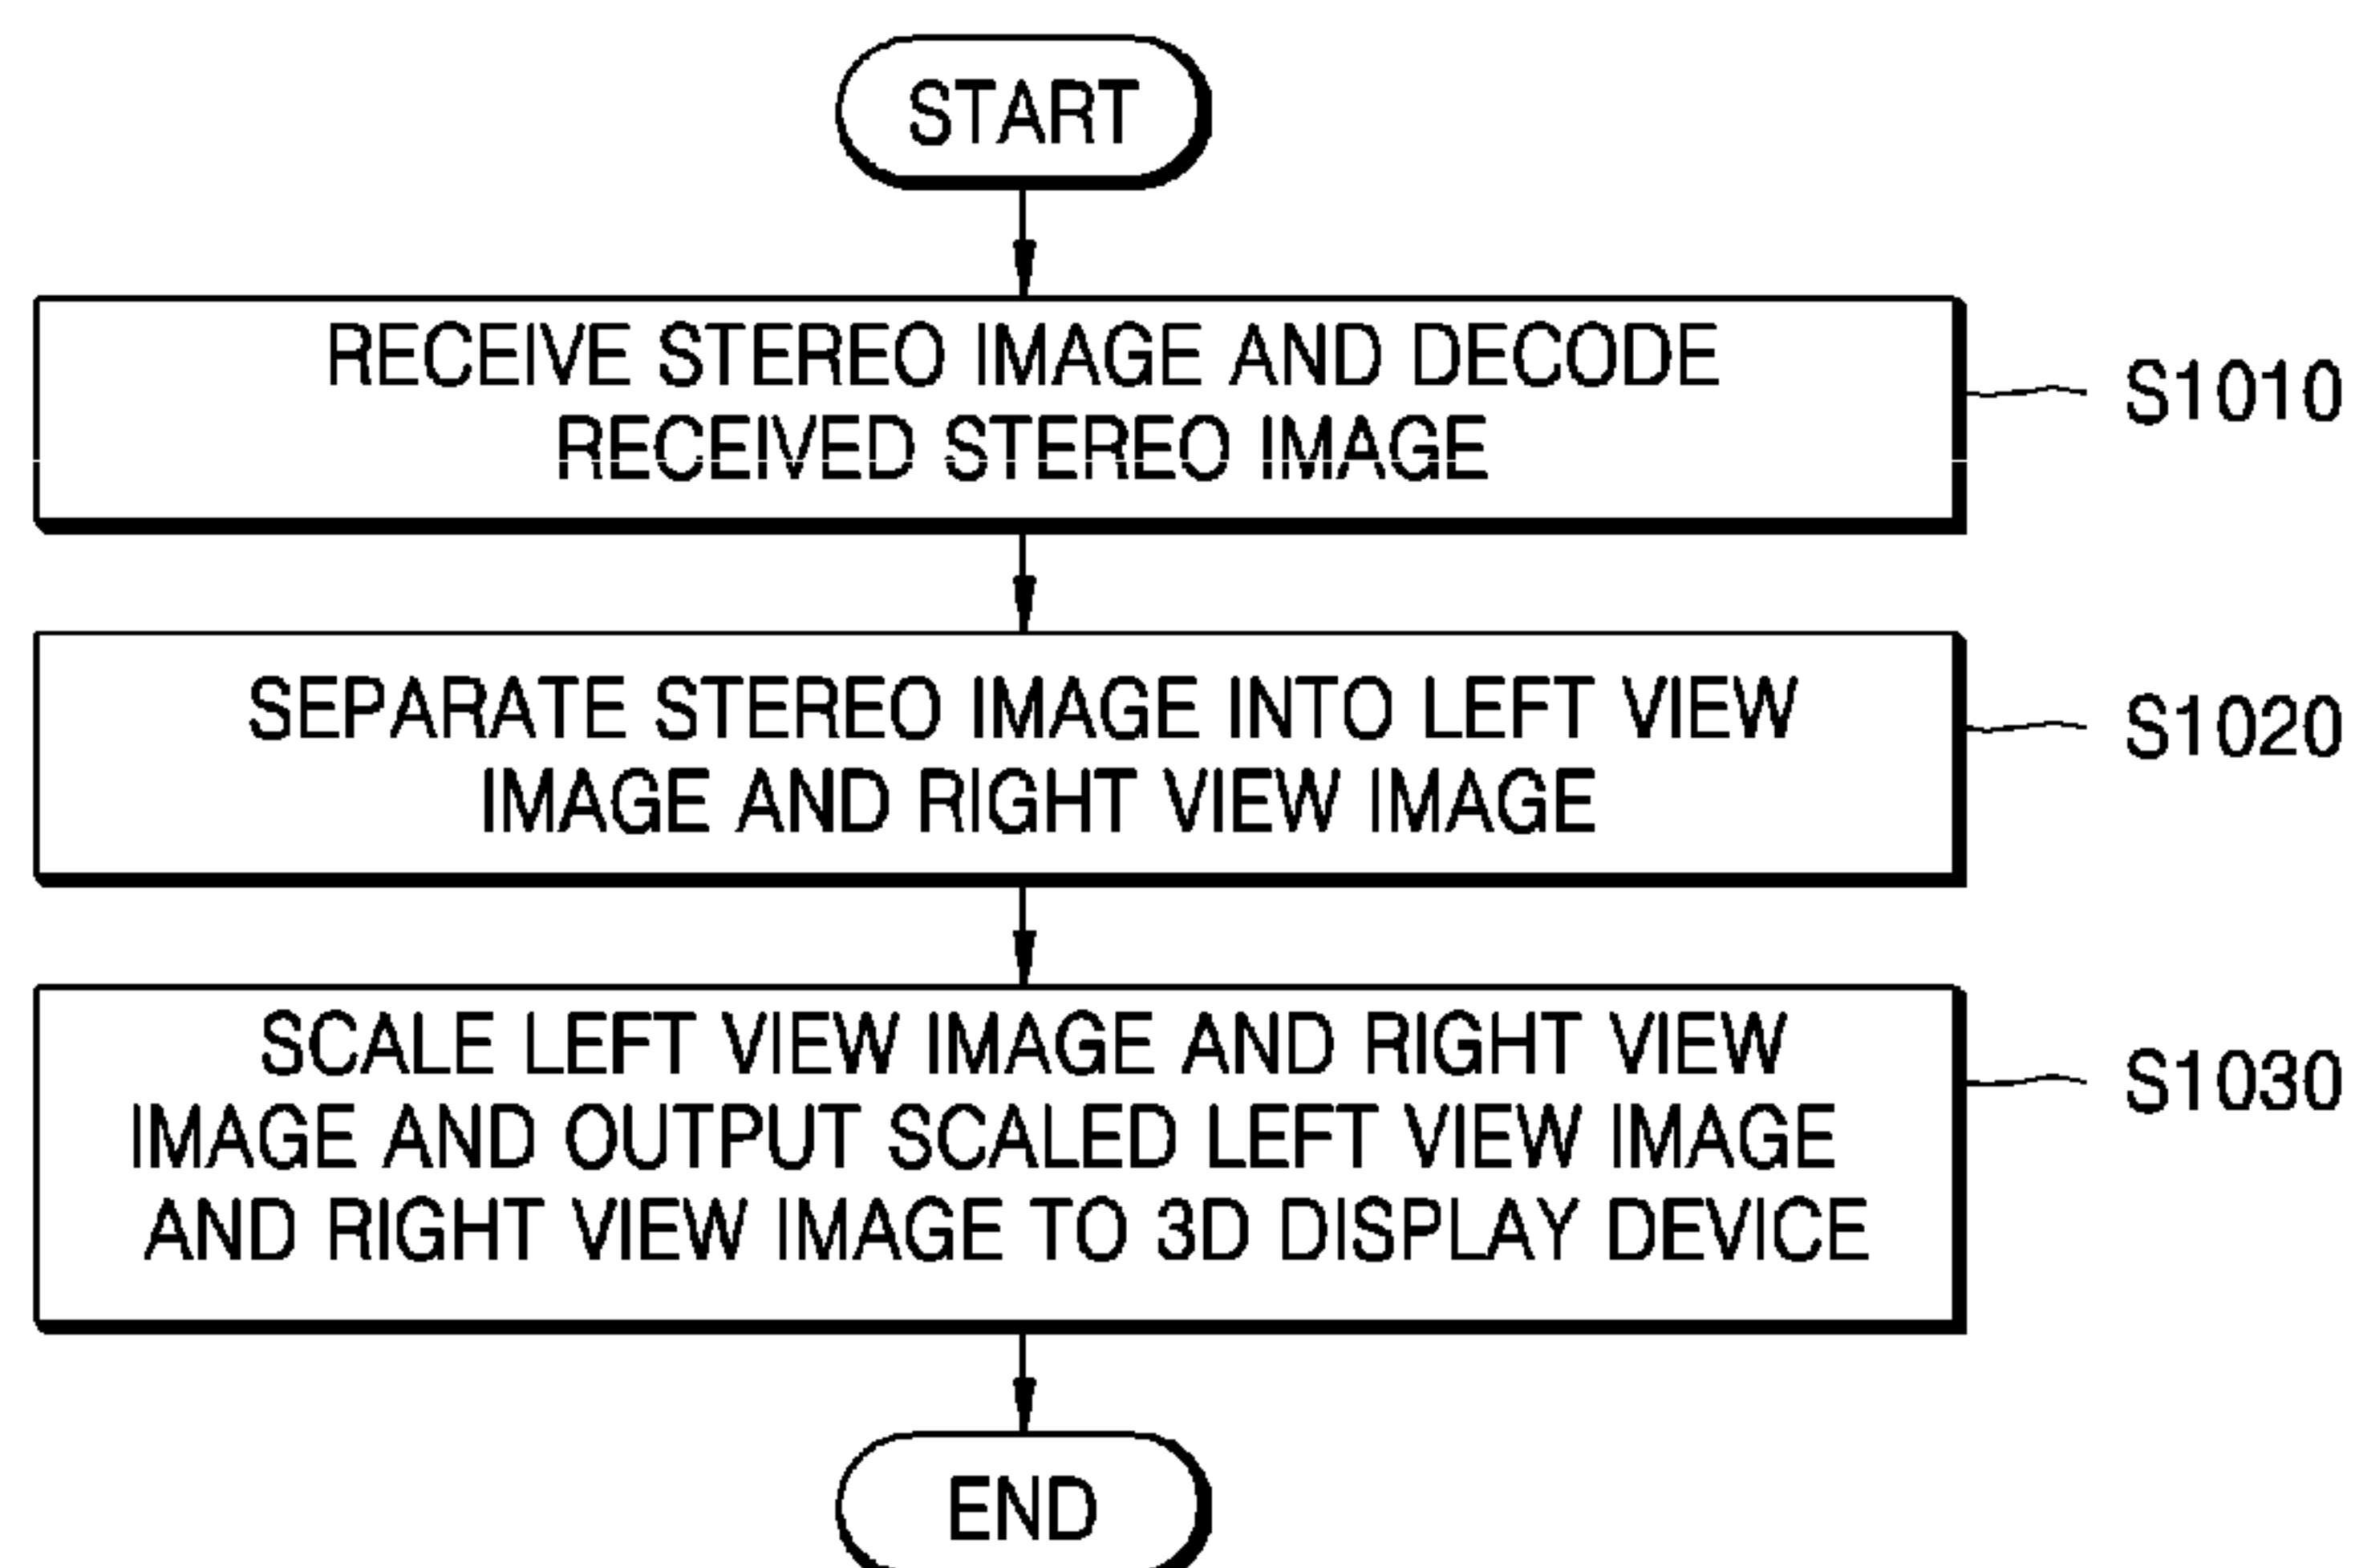 START
RECEIVE STEREO IMAGE AND DECODE
RECEIVED STEREO IMAGE
S1010
SEPARATE STEREO IMAGE INTO LEFT VIEW
IMAGE AND RIGHT VIEW IMAGE
S1020
SCALE LEFT VIEW IMAGE AND RIGHT VIEW
IMAGE AND OUTPUT SCALED LEFT VIEW IMAGE
AND RIGHT VIEW IMAGE TO 3D DISPLAY DEVICE
S1030
END